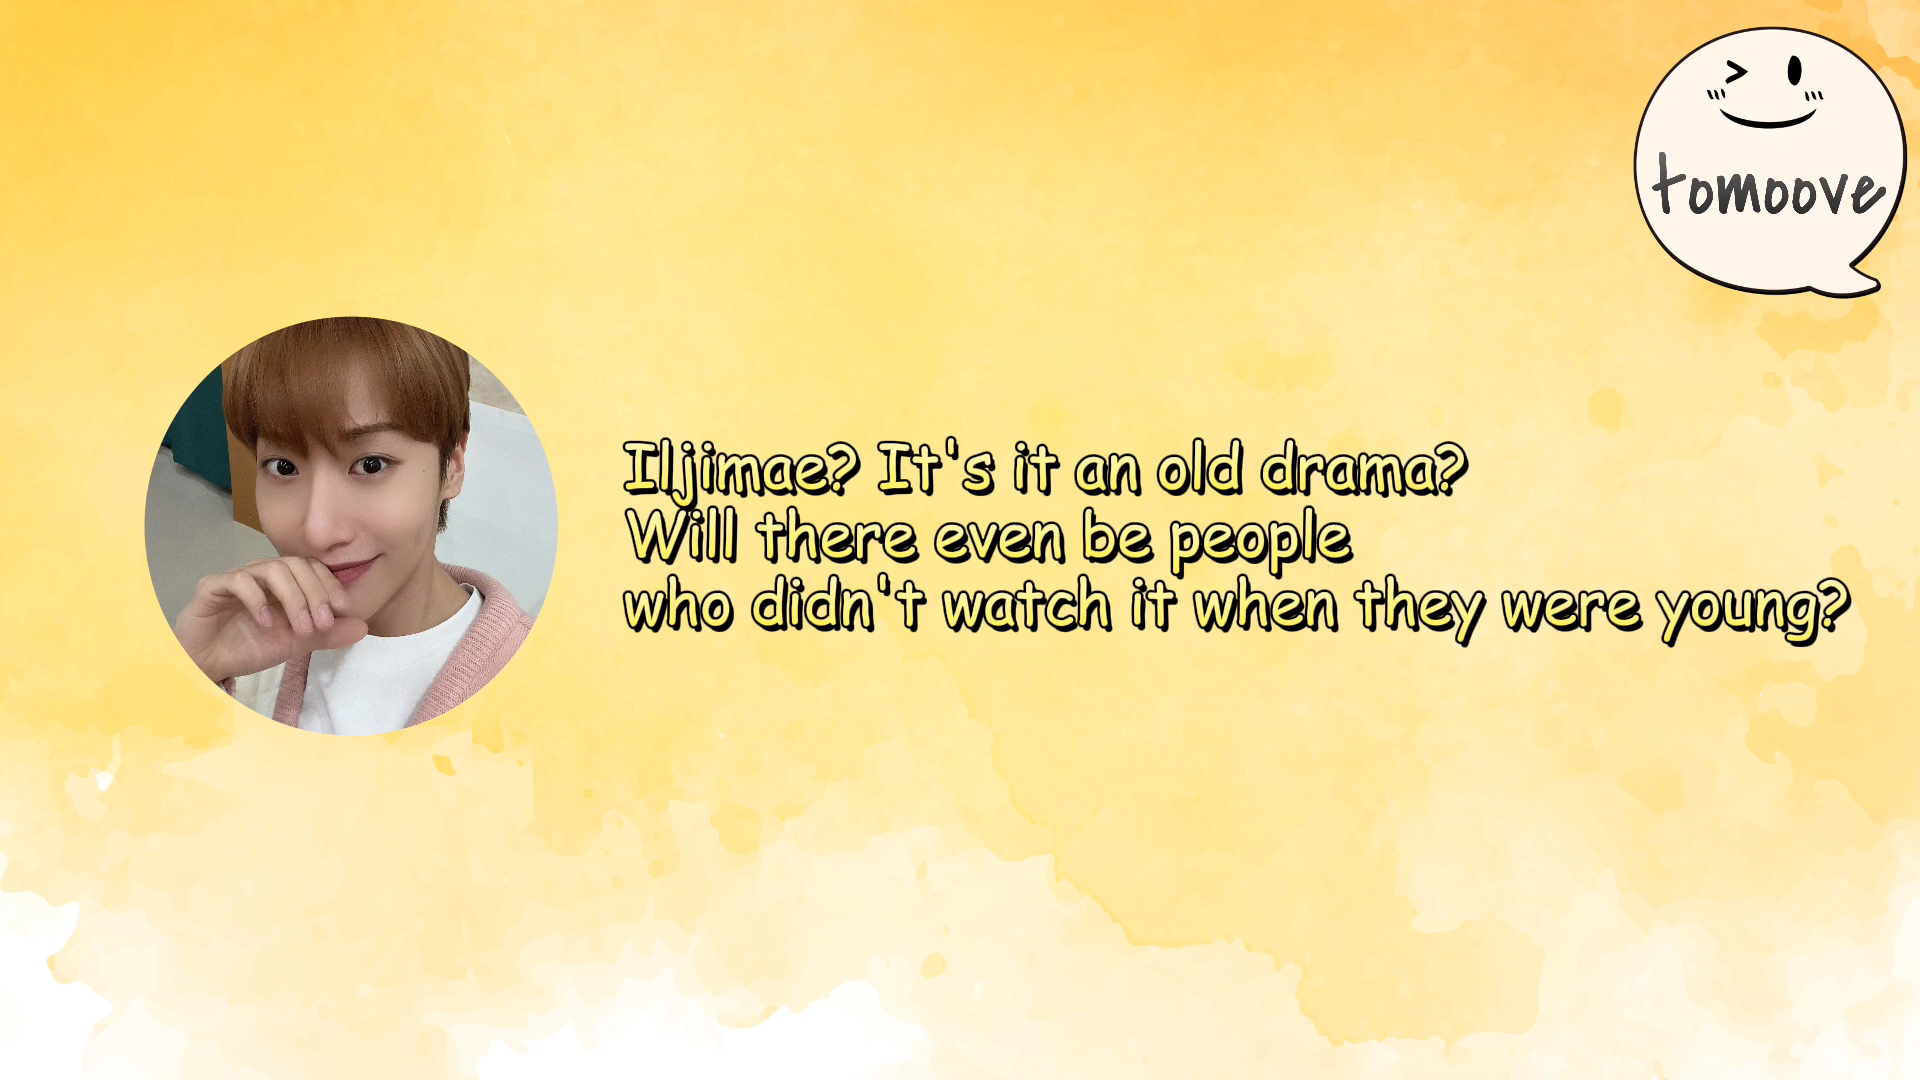 tomoove
Iljimae? It's it an old drama?
Will there even be people
who didn't watch it when they were young?